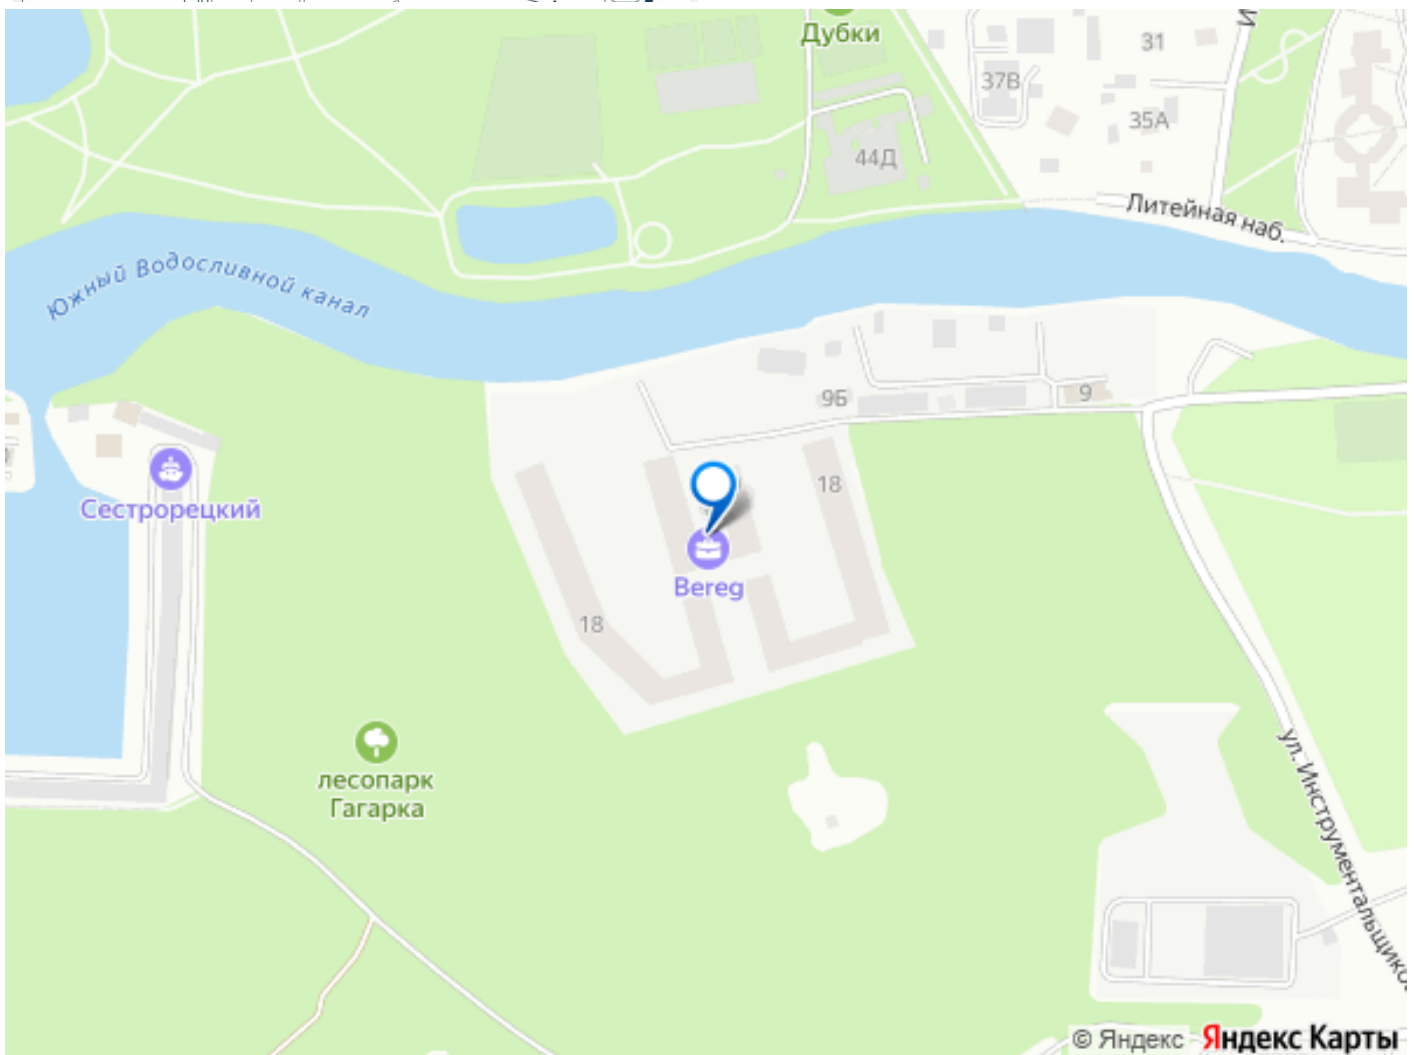 Дубки
31
37В
35А
44Д
Литейная наб.
Южный Водосливной канал
9Б
9
Сестрорецкий
18
Bereg
18
лесопарк
Гагарка
ул. Инструментальщиков
© Яндекс Яндекс Карты